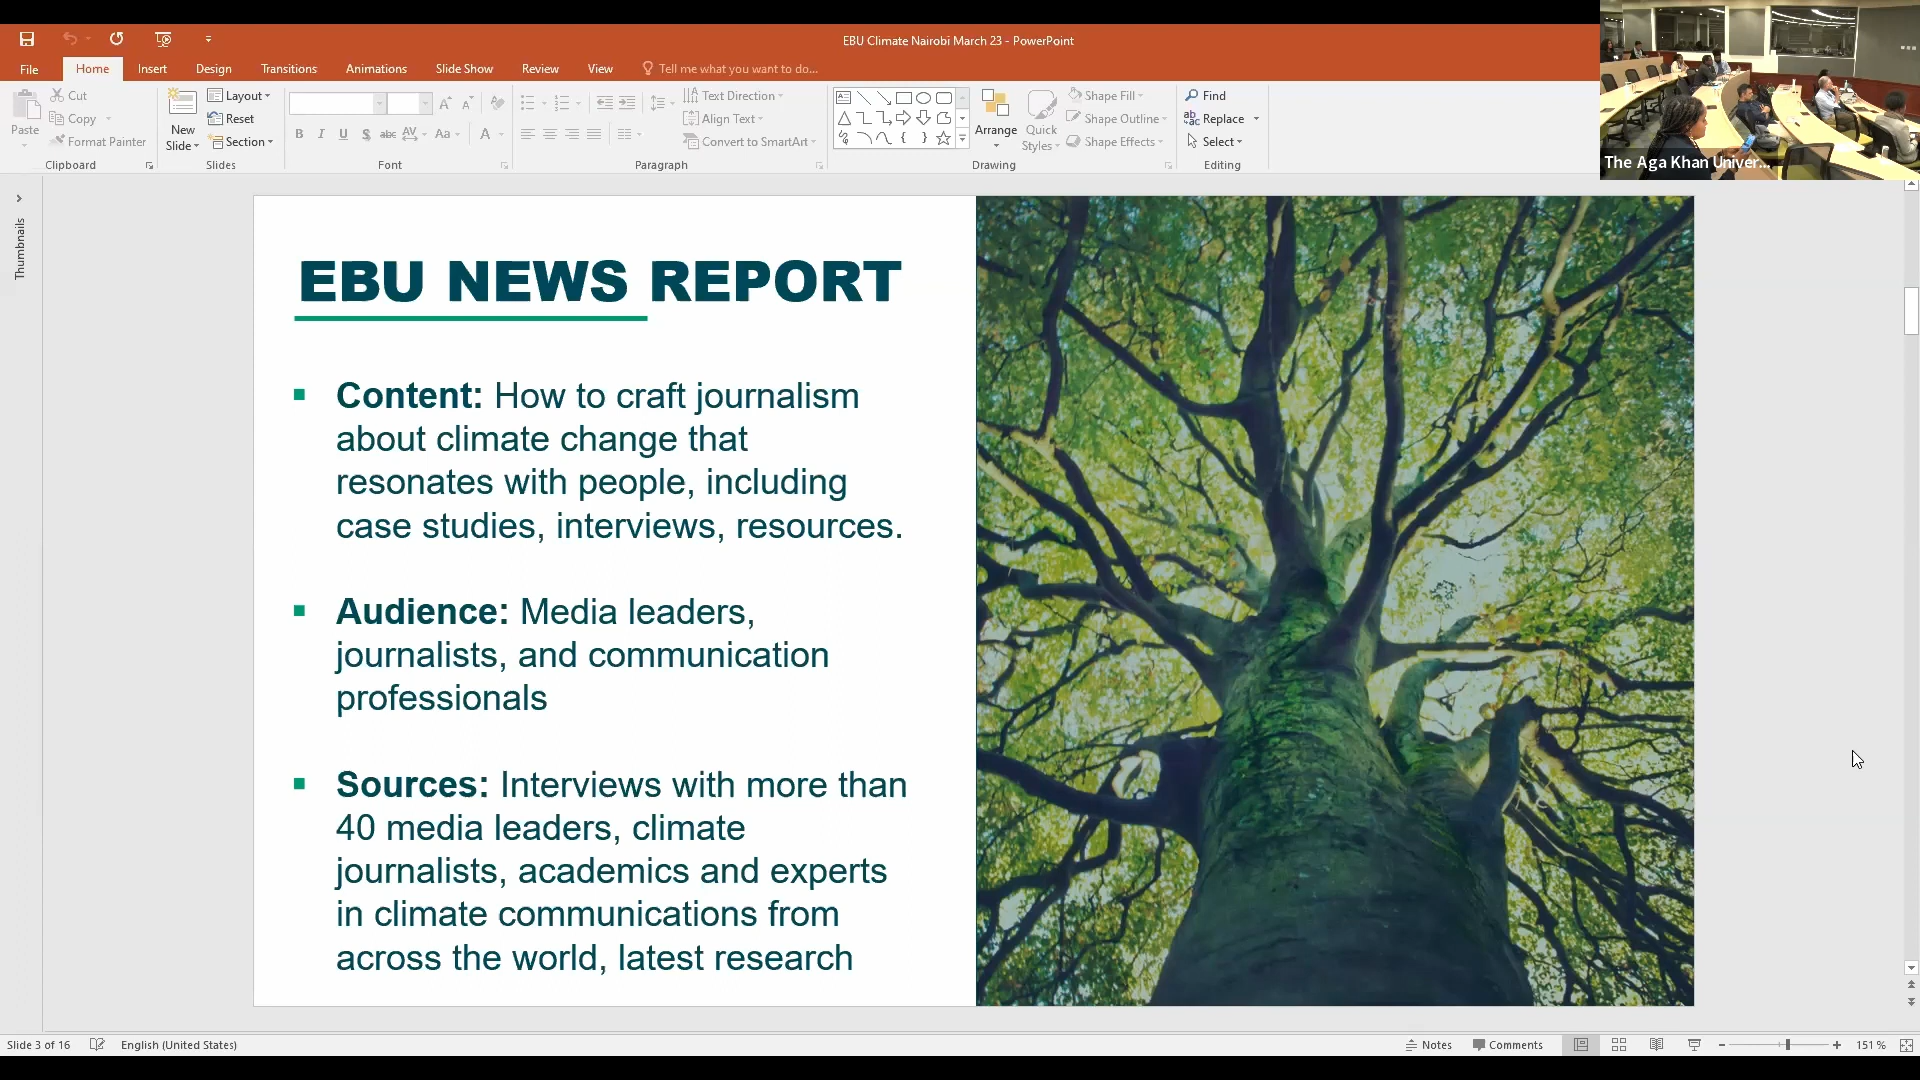 EBU Climate Nairobi March 23 - PowerPoint
File Home Insert Design Transitions Animations Slide Show Review View Tell me what you want to do...
Paste
Cut
Copy
Format Painter
Clipboard
New
Slide
Layout
Reset
Section
Slides
B I U S abc AV Aa A
Font
Text Direction
Align Text
Convert to SmartArt
Paragraph
Arrange
Quick
Styles
Shape Fill
Shape Outline
Shape Effects
Drawing
Find
Replace
Select
Editing
The Aga Khan Univer...
Thumbnails
EBU NEWS REPORT
Content: How to craft journalism
about climate change that
resonates with people, including
case studies, interviews, resources.
Audience: Media leaders,
journalists, and communication
professionals
Sources: Interviews with more than
40 media leaders, climate
journalists, academics and experts
in climate communications from
across the world, latest research
Slide 3 of 16 English (United States) Notes Comments 151 %